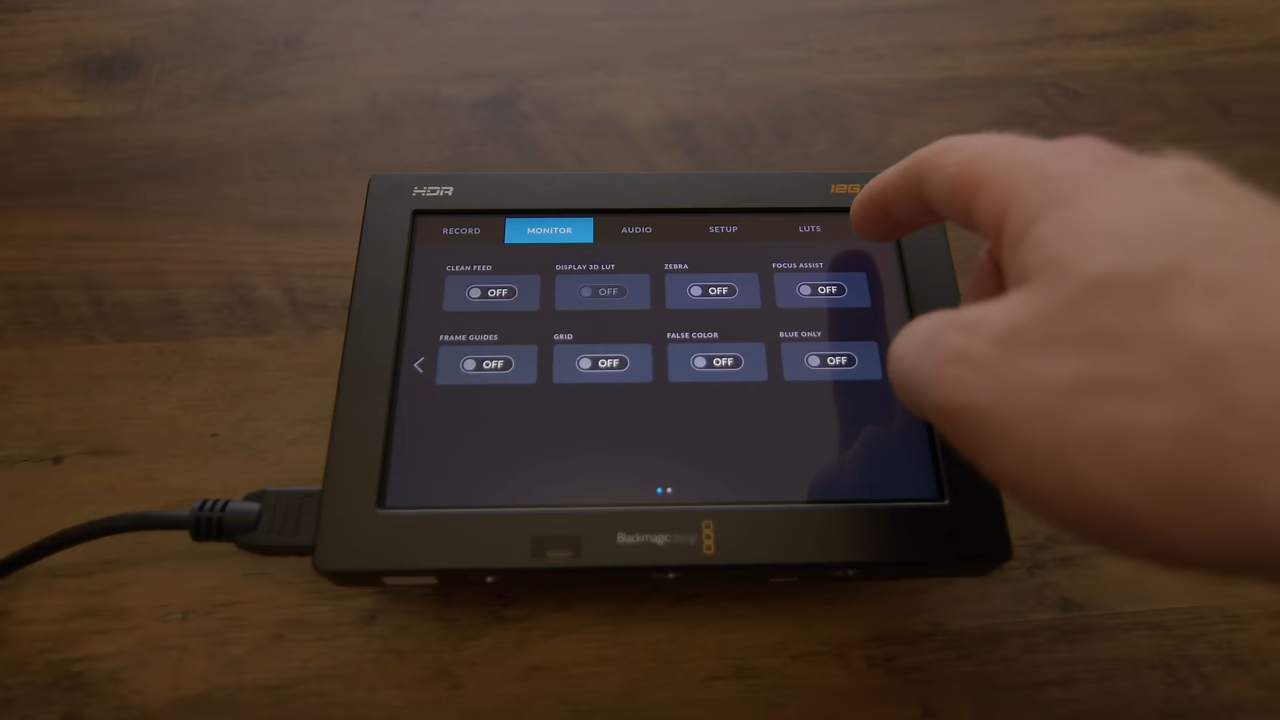 HDR
RECORD MONITOR AUDIO SETUP LUTS
CLEAN FEED DISPLAY 3D LUT ZEBRA FOCUS ASSIST
OFF OFF OFF OFF
FRAME GUIDES GRID FALSE COLOR BLUE ONLY
OFF OFF OFF OFF
Blackmagicdesign